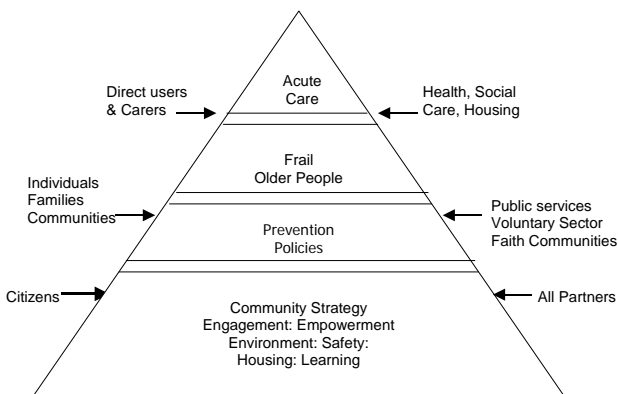 Acute
Care
Direct users
& Carers
Health, Social
Care, Housing
Frail
Older People
Individuals
Families
Communities
Public services
Voluntary Sector
Faith Communities
Prevention
Policies
Citizens
All Partners
Community Strategy
Engagement: Empowerment
Environment: Safety:
Housing: Learning